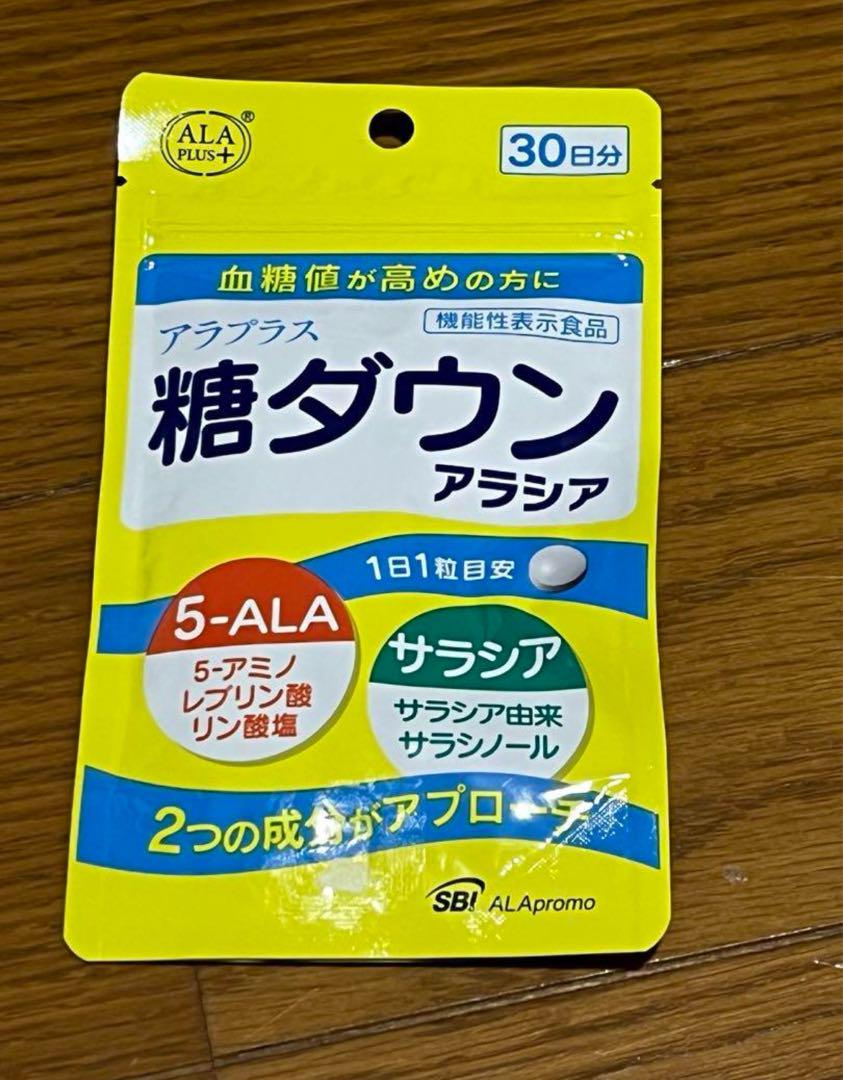 ALA
PLUS+
®
30日分
血糖値が高めの方に
アラプラス
機能性表示食品
糖ダウン
アラシア
1日1粒目安
5-ALA
5-アミノ
レブリン酸
リン酸塩
サラシア
サラシア由来
サラシノール
2つの成分がアプローチ
SBI ALApromo